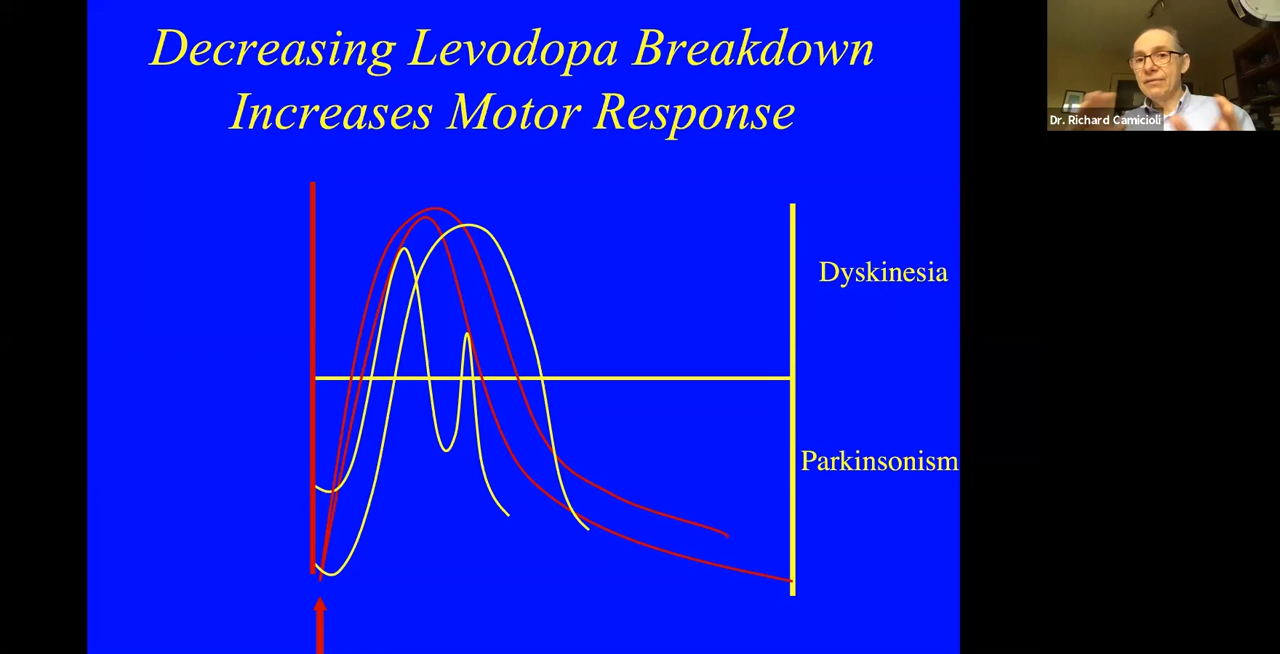 Decreasing Levodopa Breakdown
Increases Motor Response
Dr. Richard Camicioli
Dyskinesia
Parkinsonism